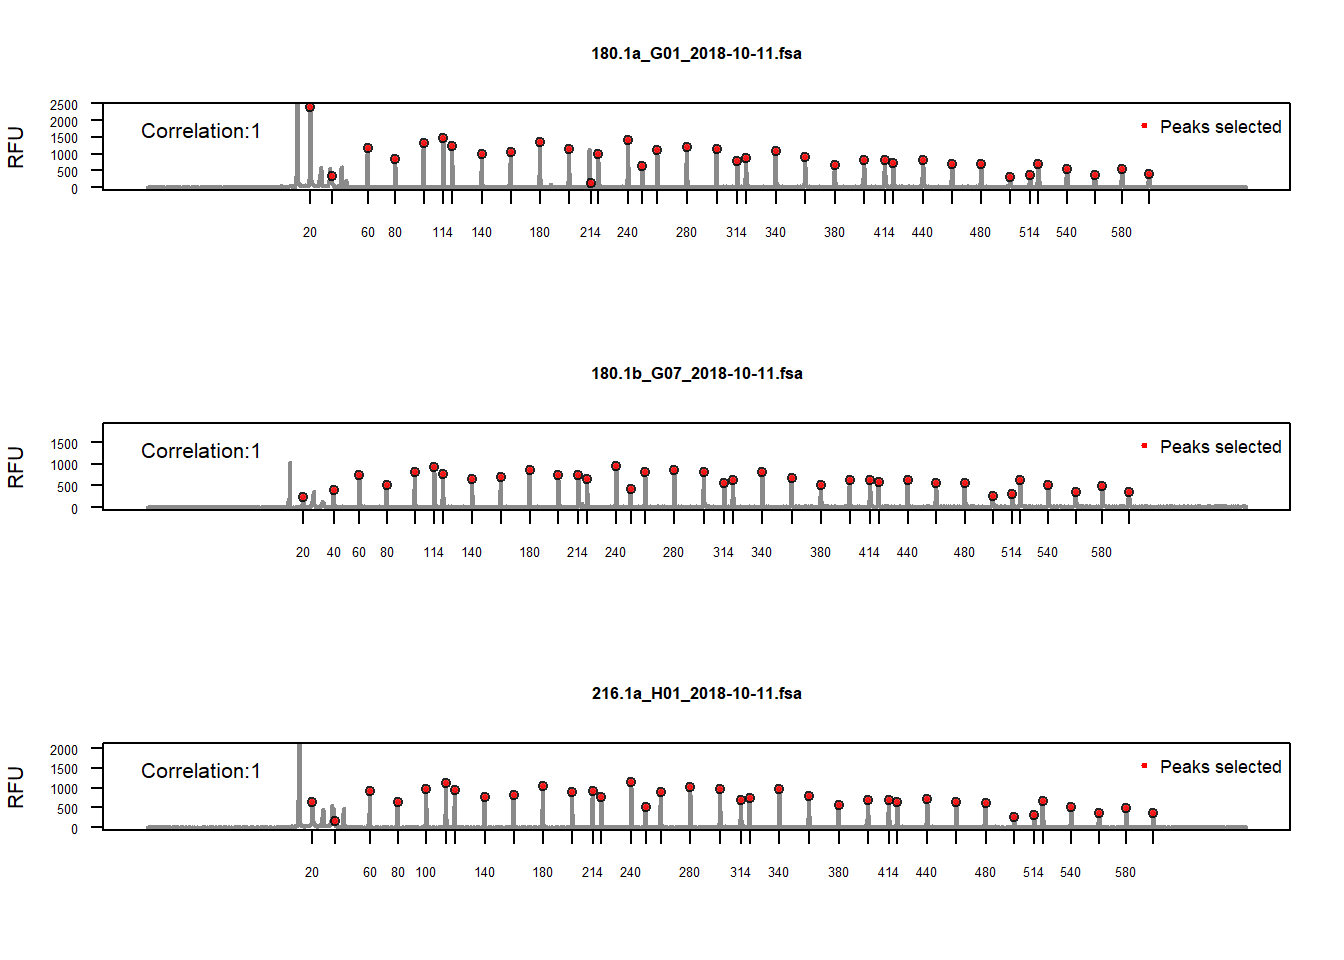 180.1a_G01_2018-10-11.fsa
RFU
2500
2000
1500
1000
500
0
Correlation:1
Peaks selected
20 60 80 114 140 180 214 240 280 314 340 380 414 440 480 514 540 580
180.1b_G07_2018-10-11.fsa
RFU
1500
1000
500
0
Correlation:1
Peaks selected
20 40 60 80 114 140 180 214 240 280 314 340 380 414 440 480 514 540 580
216.1a_H01_2018-10-11.fsa
RFU
2000
1500
1000
500
0
Correlation:1
Peaks selected
20 60 80 100 140 180 214 240 280 314 340 380 414 440 480 514 540 580